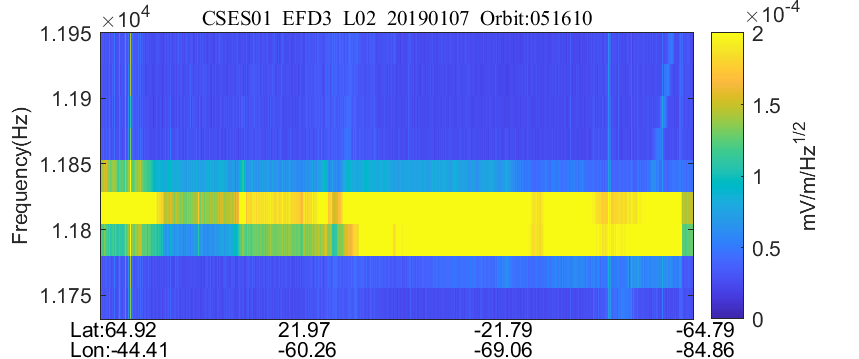 CSES01 EFD3 L02 20190107 Orbit:051610
×10⁴
×10⁻⁴
1.195
1.19
1.185
1.18
1.175
Frequency(Hz)
2
1.5
1
0.5
0
mV/m/Hz^1/2
Lat:64.92 21.97 -21.79 -64.79
Lon:-44.41 -60.26 -69.06 -84.86